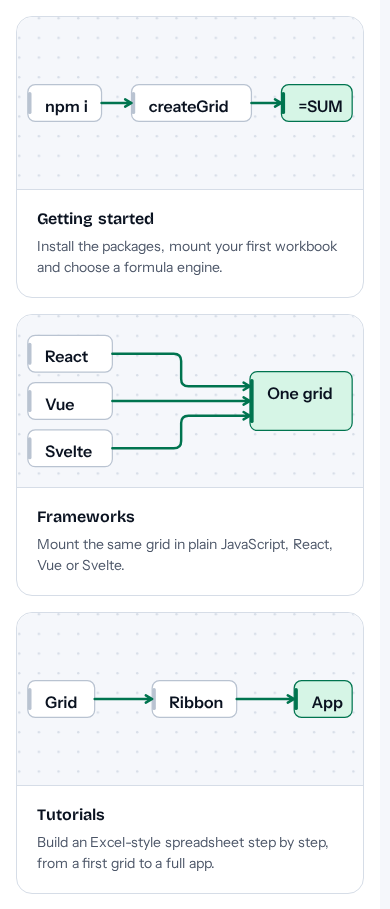 npm i
createGrid
=SUM
Getting started
Install the packages, mount your first workbook
and choose a formula engine.
React
Vue
Svelte
One grid
Frameworks
Mount the same grid in plain JavaScript, React,
Vue or Svelte.
Grid
Ribbon
App
Tutorials
Build an Excel-style spreadsheet step by step,
from a first grid to a full app.